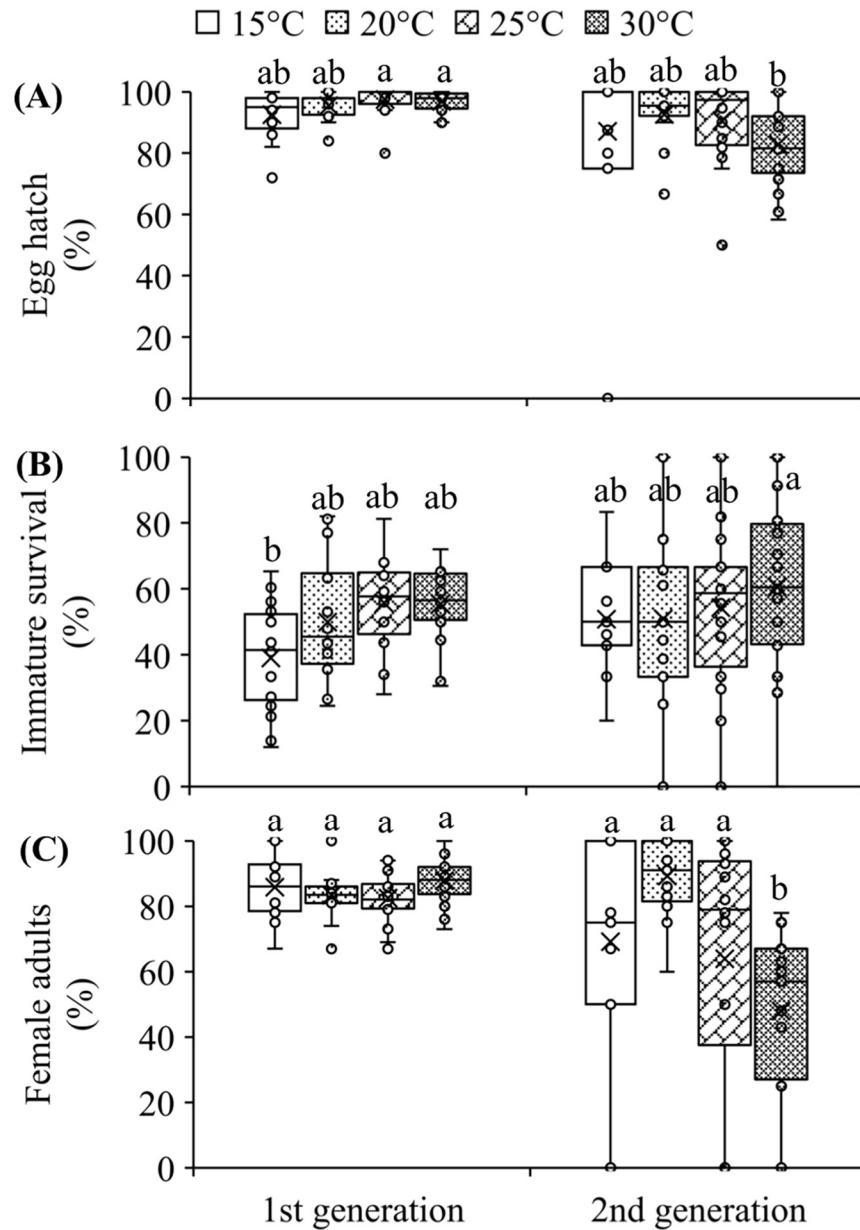 15°C 20°C 25°C 30°C
(A)
Egg hatch
(%)
100
80
60
40
20
0
ab ab a a ab ab ab b
(B)
Immature survival
(%)
100
80
60
40
20
0
b ab ab ab ab ab ab a
(C)
Female adults
(%)
100
80
60
40
20
0
a a a a a a a b
1st generation 2nd generation